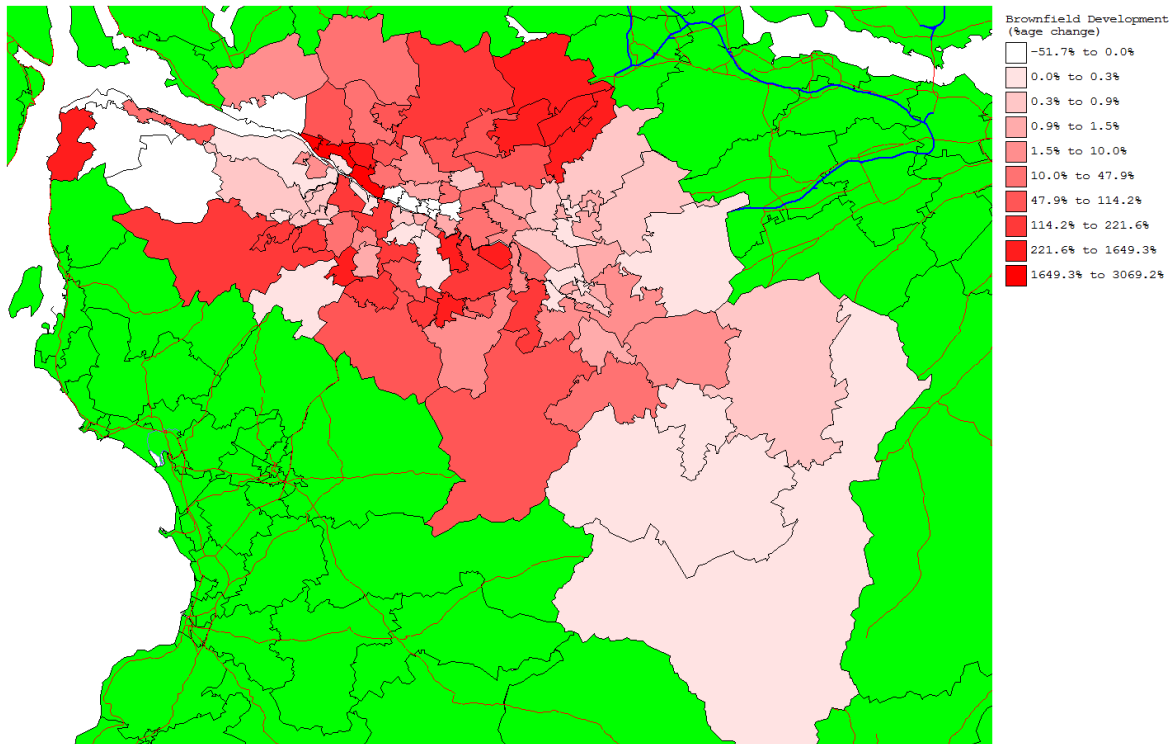 Brownfield Development
(%age change)
-51.7% to 0.0%
0.0% to 0.3%
0.3% to 0.9%
0.9% to 1.5%
1.5% to 10.0%
10.0% to 47.9%
47.9% to 114.2%
114.2% to 221.6%
221.6% to 1649.3%
1649.3% to 3069.2%